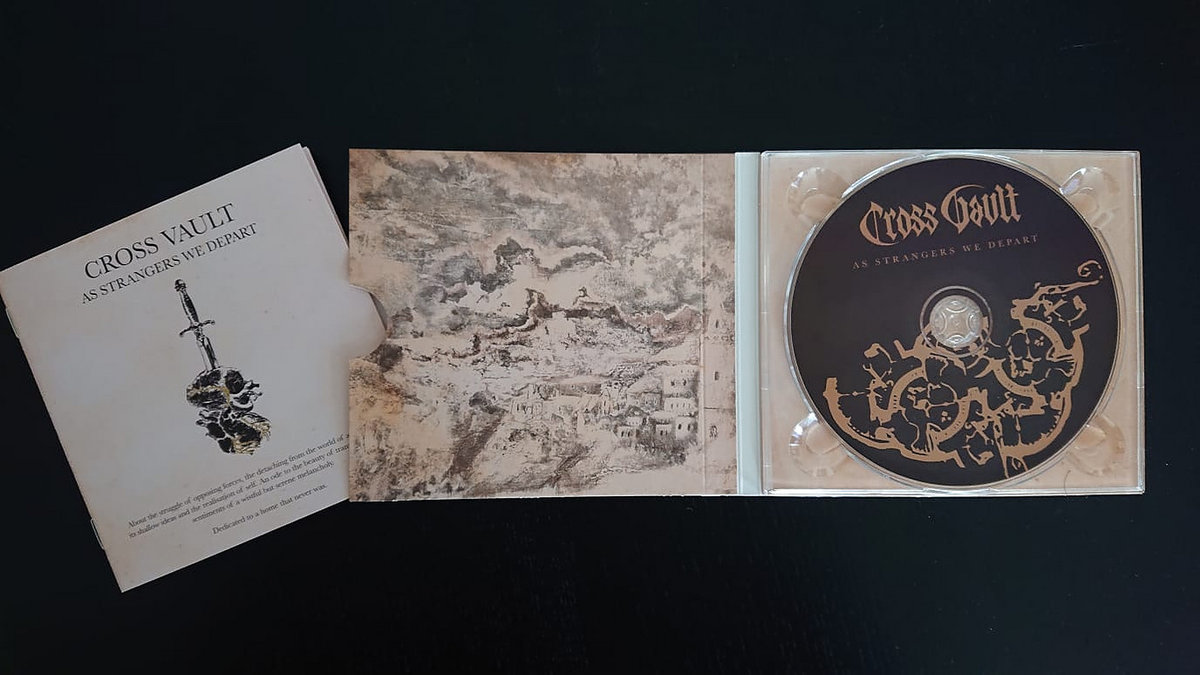 CROSS VAULT
AS STRANGERS WE DEPART
About the struggle of opposing forces, the detaching from the world of
its shallow ideas and the realisation of self. An ode to the beauty of
sentiments of a wistful but serene melancholy.
Dedicated to a home that never was.
Cross Vault
AS STRANGERS WE DEPART